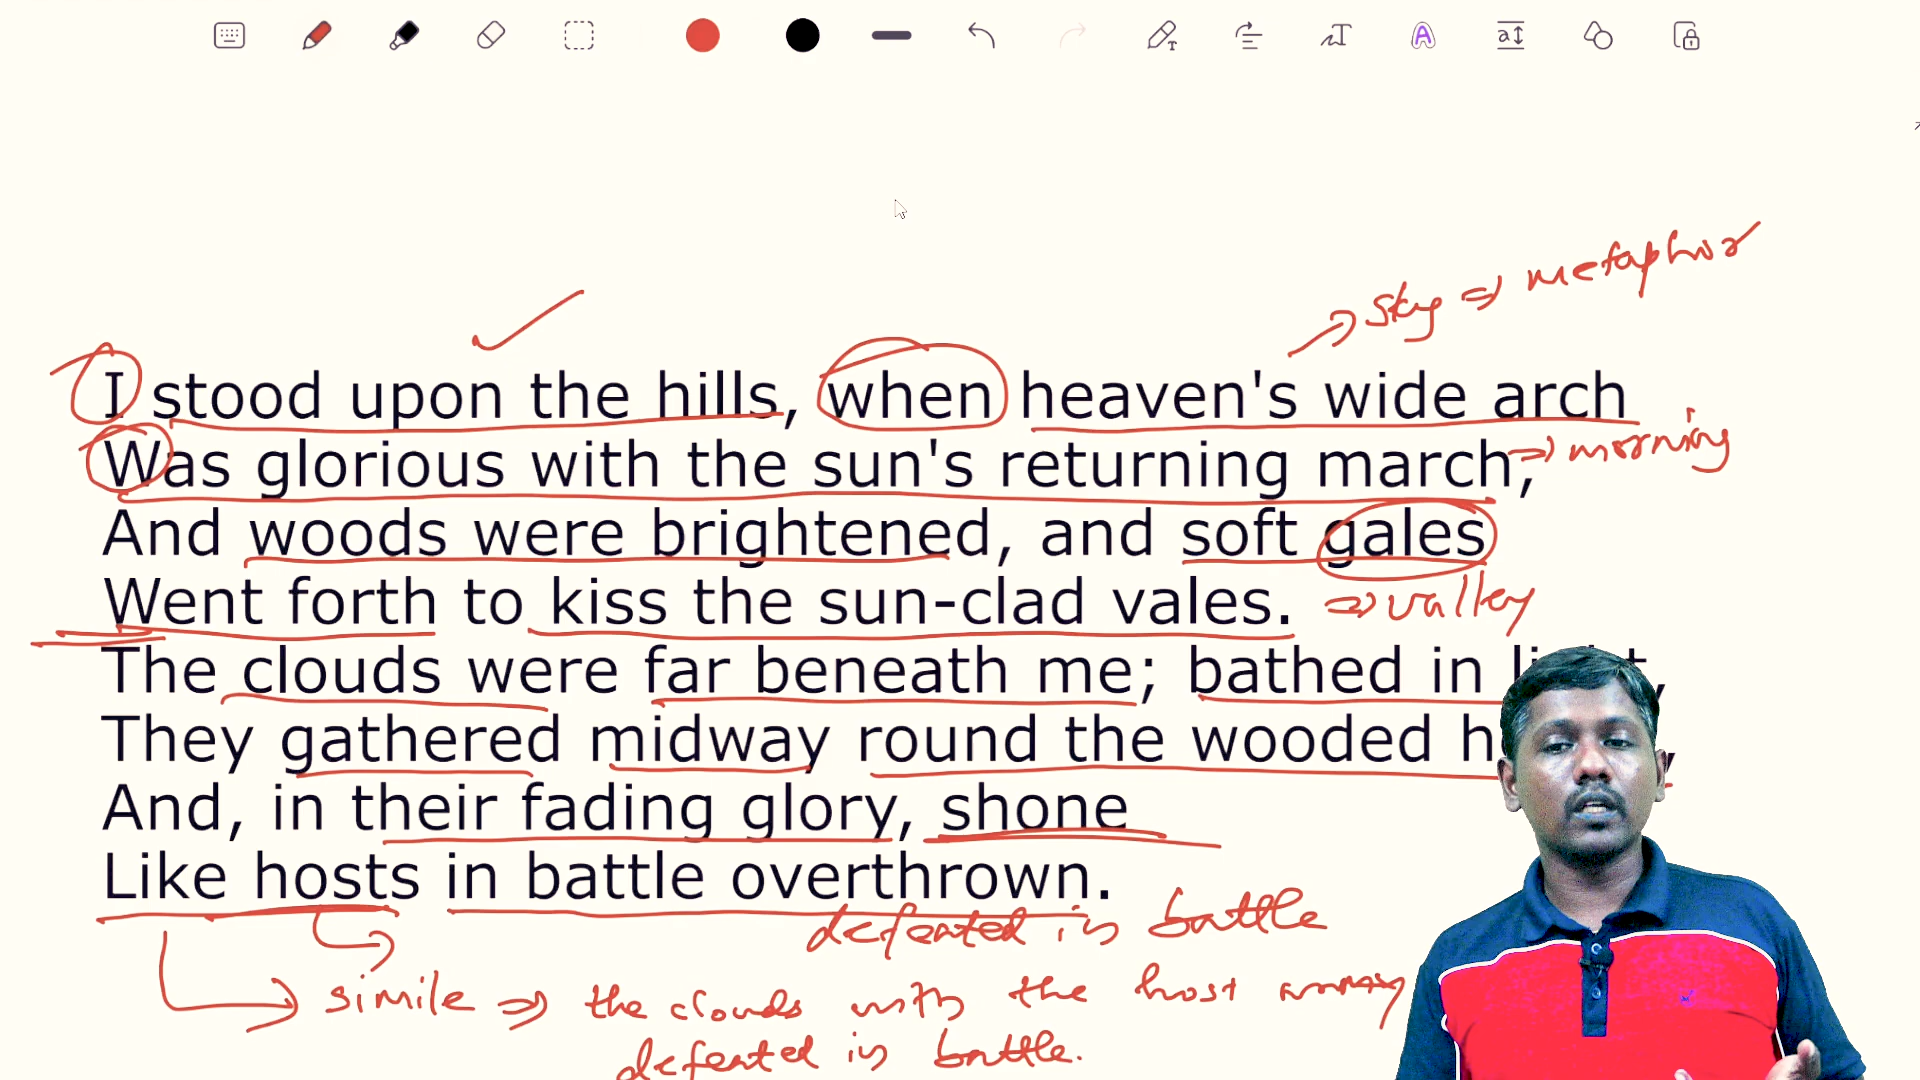 sky ⇒ metaphor
I stood upon the hills, when heaven's wide arch
Was glorious with the sun's returning march, ⇒ morning
And woods were brightened, and soft gales
Went forth to kiss the sun-clad vales. ⇒ valley
The clouds were far beneath me; bathed in
They gathered midway round the wooded
And, in their fading glory, shone
Like hosts in battle overthrown.
defeated in battle
simile ⇒ the clouds with the host army
defeated in battle.